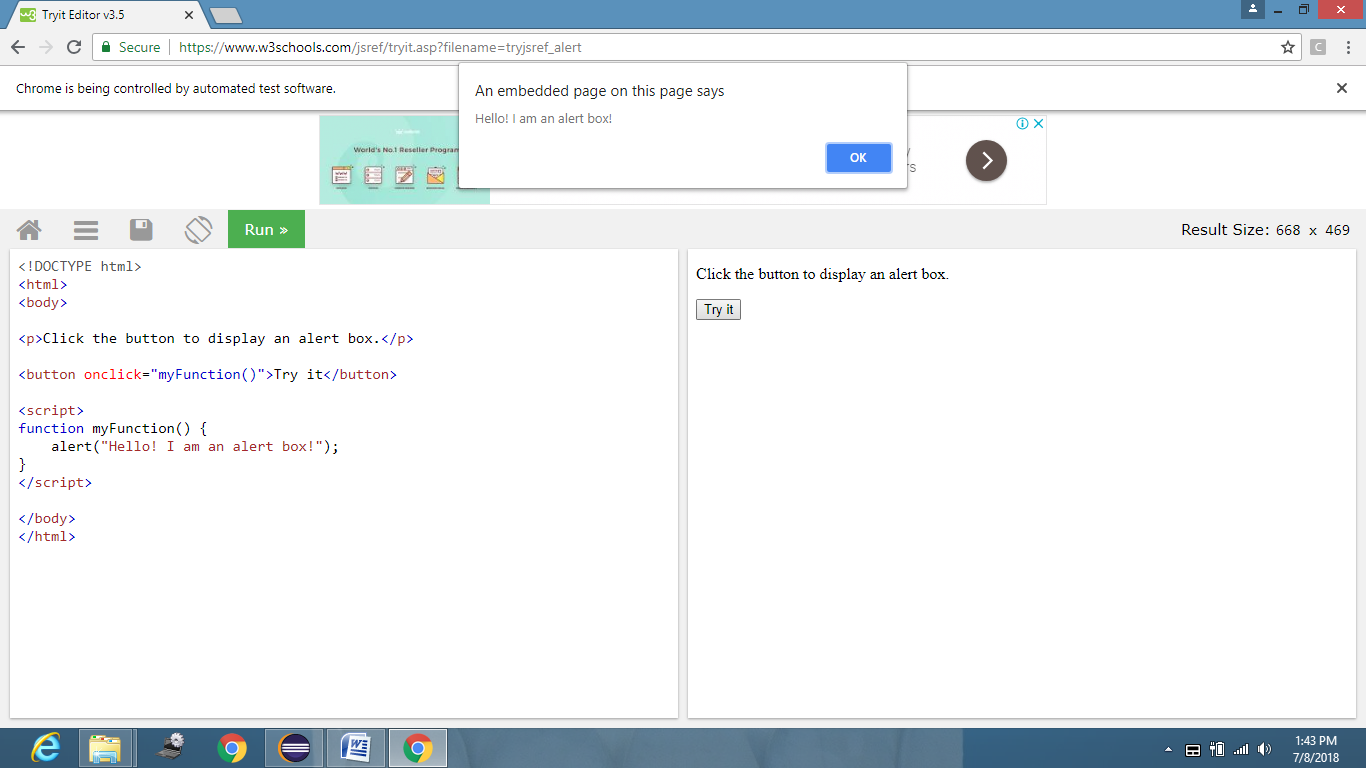 Tryit Editor v3.5
Secure
https://www.w3schools.com/jsref/tryit.asp?filename=tryjsref_alert
C
Chrome is being controlled by automated test software.
An embedded page on this page says
Hello! I am an alert box!
OK
World's No.1 Reseller Program
Run »
Result Size: 668 x 469
<!DOCTYPE html>
<html>
<body>
<p>Click the button to display an alert box.</p>
<button onclick="myFunction()">Try it</button>
<script>
function myFunction() {
    alert("Hello! I am an alert box!");
}
</script>
</body>
</html>
Click the button to display an alert box.
Try it
1:43 PM
7/8/2018